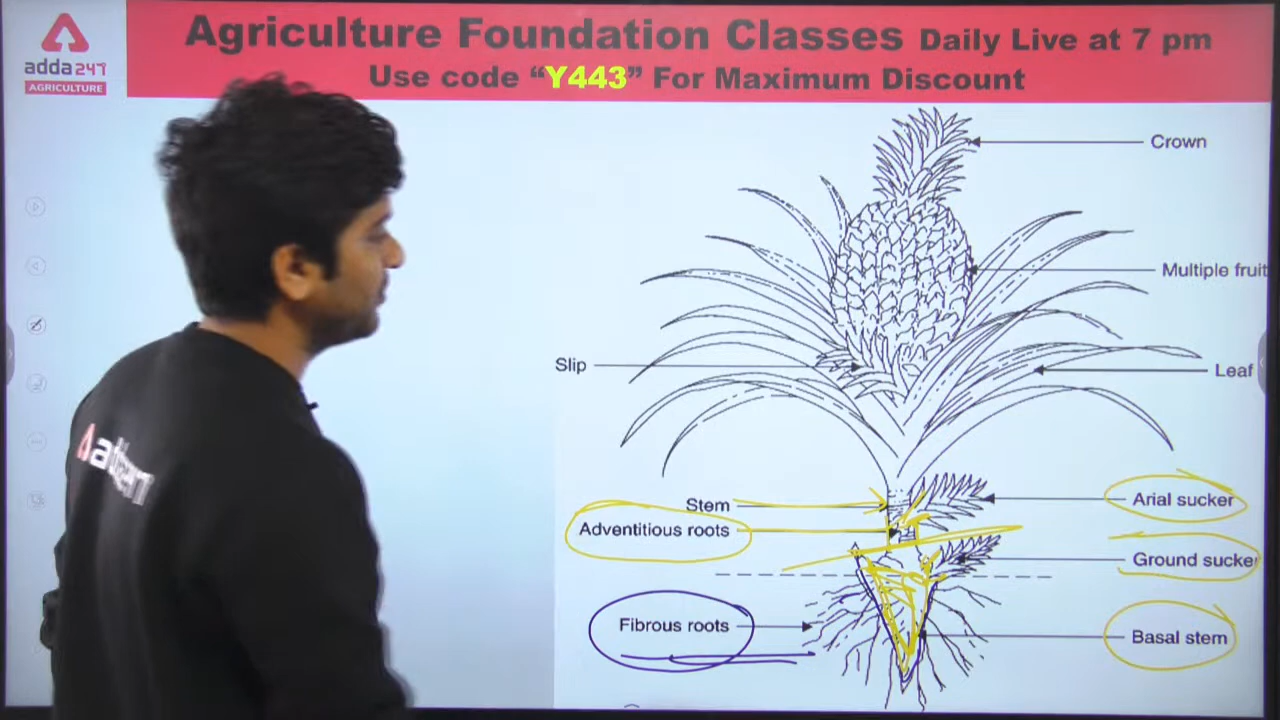 Agriculture Foundation Classes Daily Live at 7 pm
Use code “Y443” For Maximum Discount
adda247
AGRICULTURE
Crown
Multiple fruit
Slip
Leaf
Stem
Arial sucker
Adventitious roots
Ground sucke
Fibrous roots
Basal stem